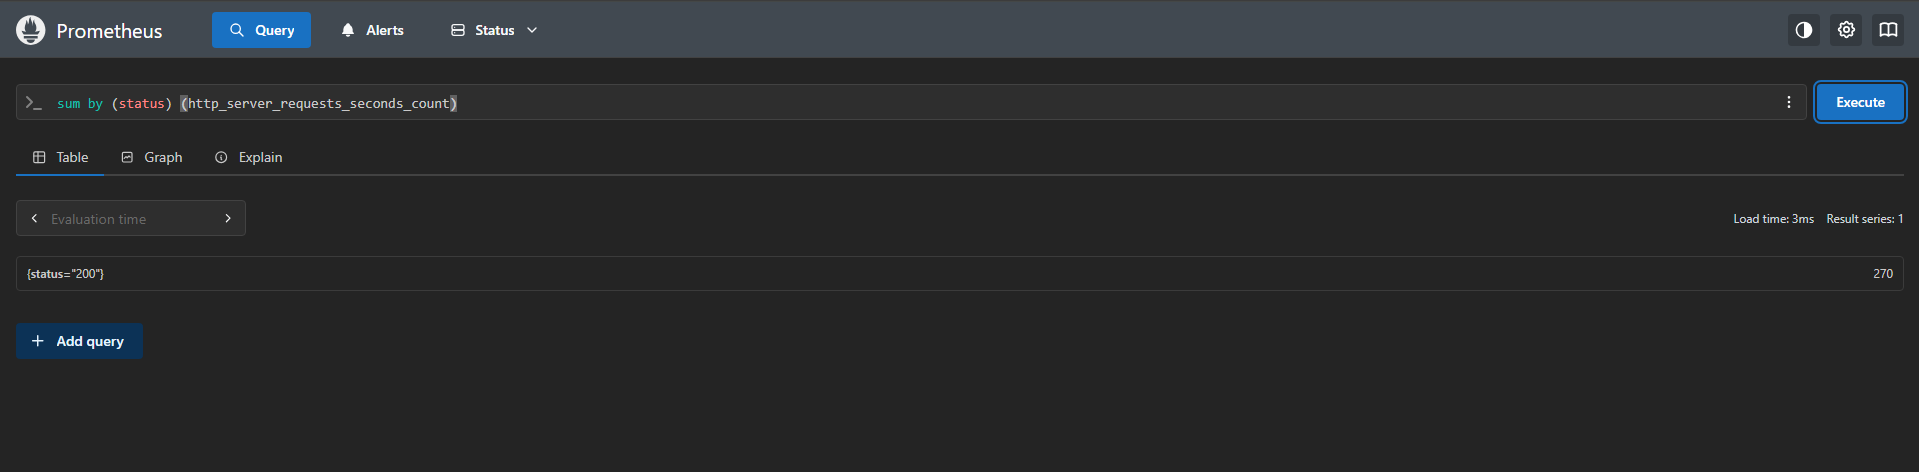 Prometheus Query Alerts Status
>_ sum by (status) (http_server_requests_seconds_count) Execute
Table Graph Explain
Evaluation time Load time: 3ms Result series: 1
{status="200"} 270
Add query